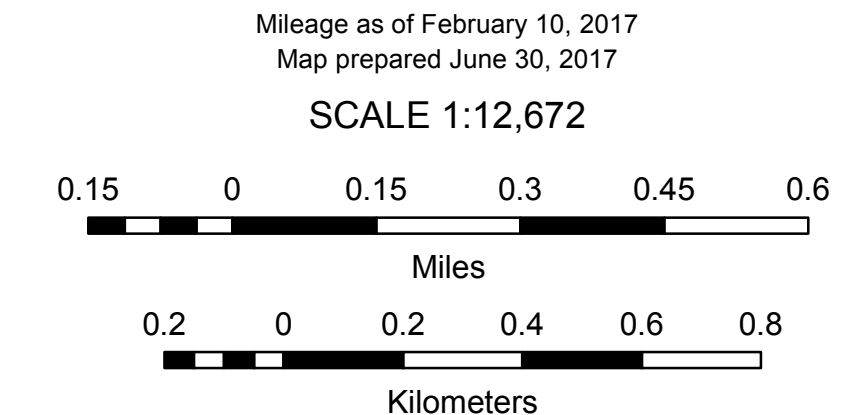 Mileage as of February 10, 2017
Map prepared June 30, 2017
SCALE 1:12,672
0.15 0 0.15 0.3 0.45 0.6
Miles
0.2 0 0.2 0.4 0.6 0.8
Kilometers